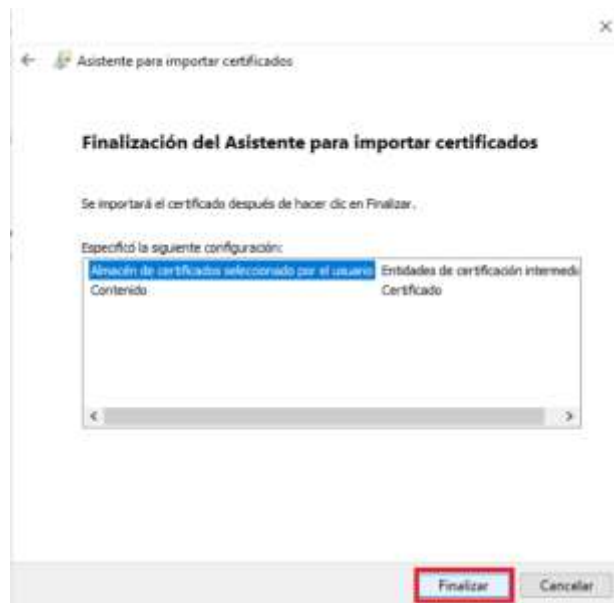 Asistente para importar certificados
Finalización del Asistente para importar certificados
Se importará el certificado después de hacer clic en Finalizar.
Especificó la siguiente configuración:
Almacén de certificados seleccionado por el usuario Entidades de certificación intermedi
Contenido Certificado
Finalizar Cancelar